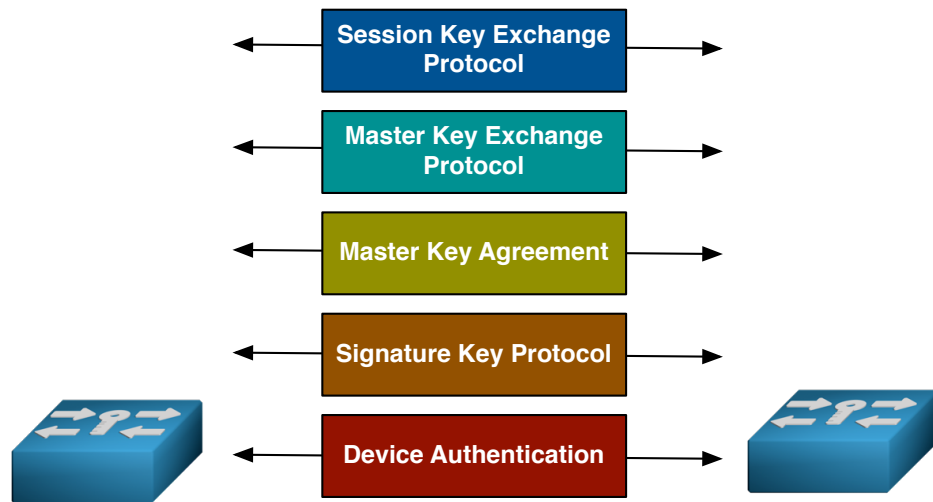 Session Key Exchange
Protocol
Master Key Exchange
Protocol
Master Key Agreement
Signature Key Protocol
Device Authentication